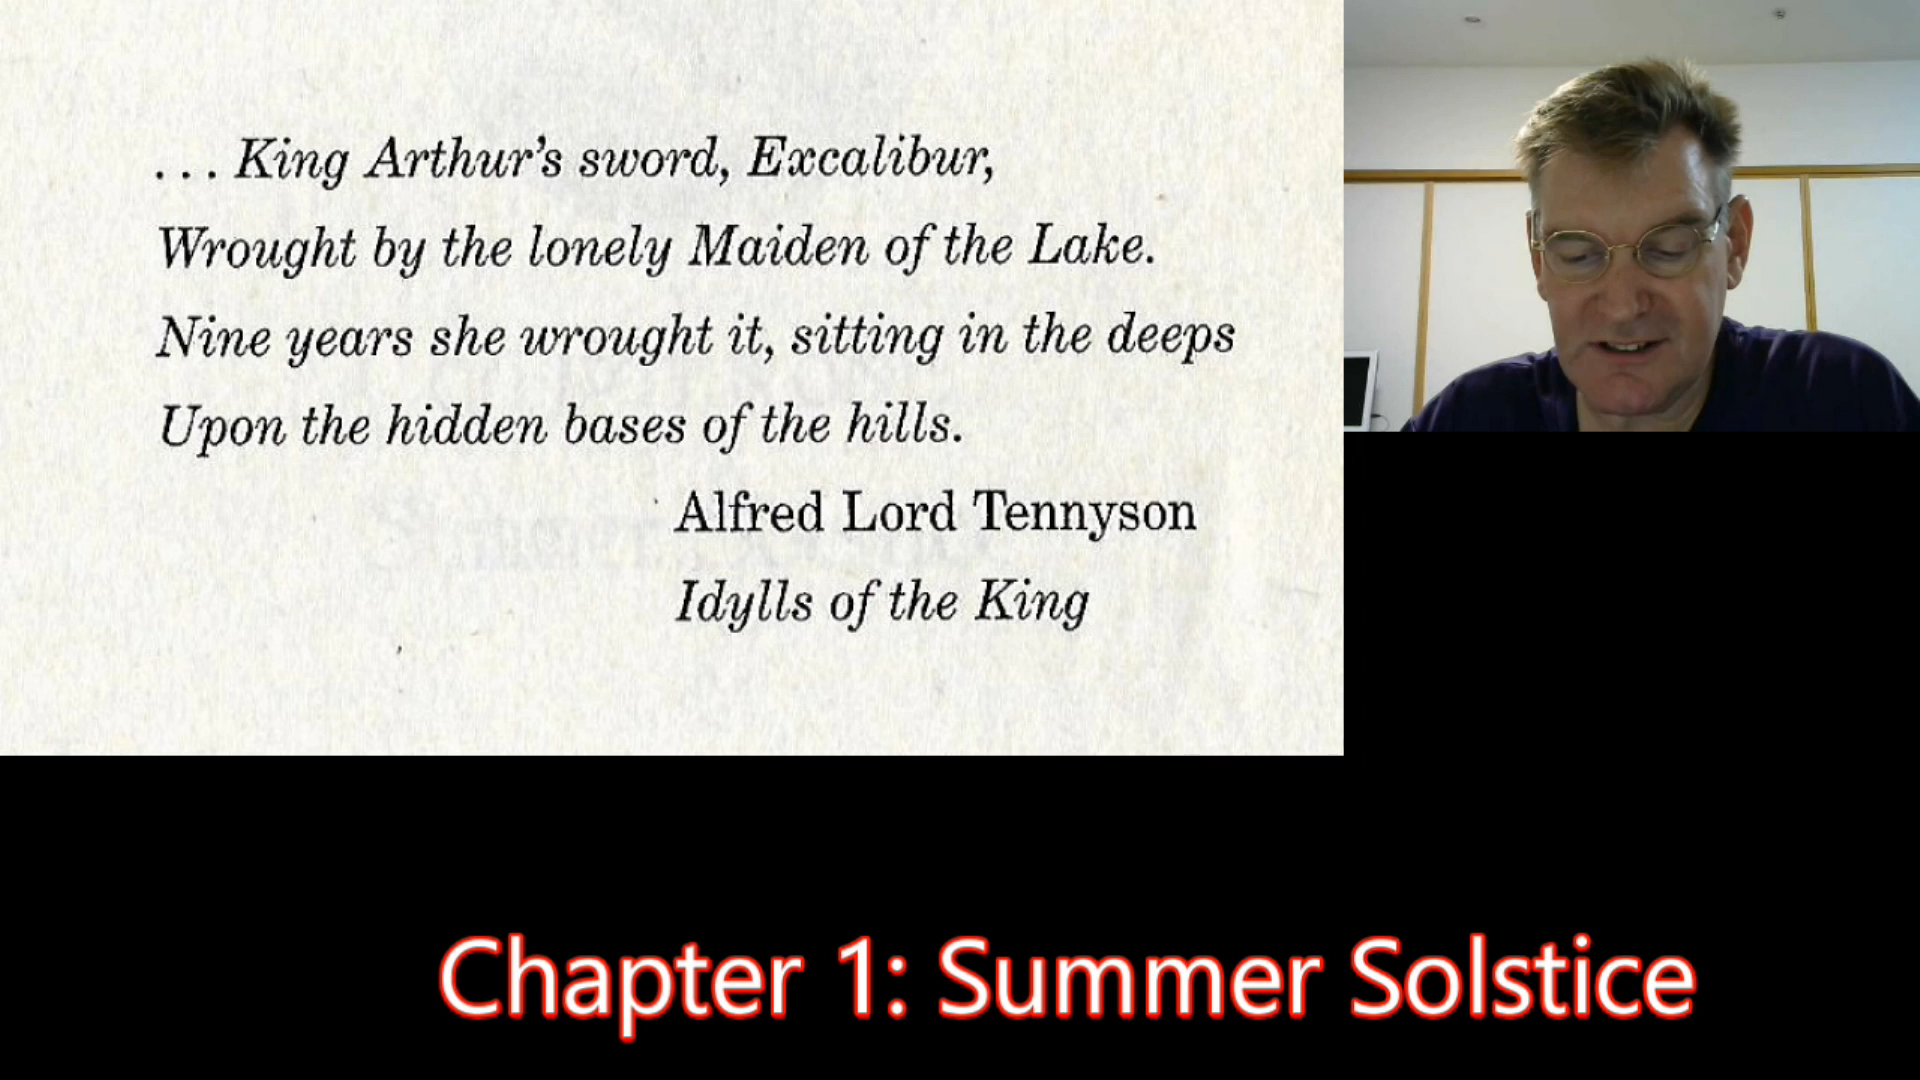 ... King Arthur's sword, Excalibur,
Wrought by the lonely Maiden of the Lake.
Nine years she wrought it, sitting in the deeps
Upon the hidden bases of the hills.
Alfred Lord Tennyson
Idylls of the King
Chapter 1: Summer Solstice